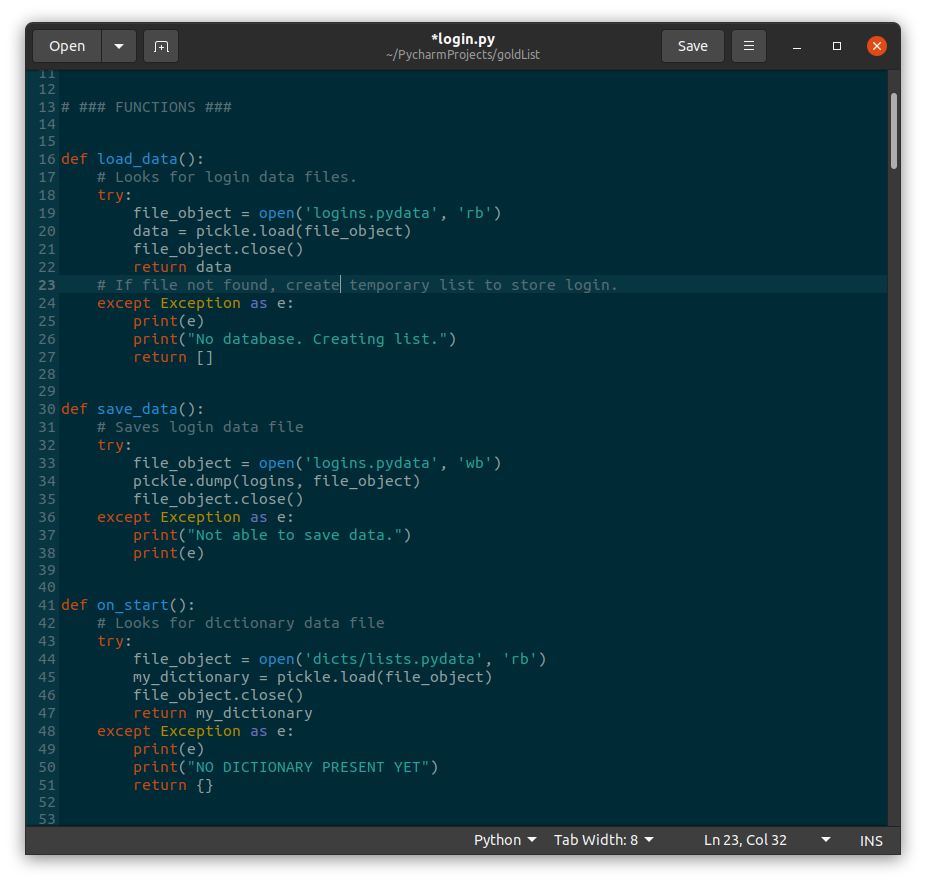 Open
*login.py
~/PycharmProjects/goldList
Save
11
12
13 # ### FUNCTIONS ###
14
15
16 def load_data():
17     # Looks for login data files.
18     try:
19         file_object = open('logins.pydata', 'rb')
20         data = pickle.load(file_object)
21         file_object.close()
22         return data
23     # If file not found, create temporary list to store login.
24     except Exception as e:
25         print(e)
26         print("No database. Creating list.")
27         return []
28
29
30 def save_data():
31     # Saves login data file
32     try:
33         file_object = open('logins.pydata', 'wb')
34         pickle.dump(logins, file_object)
35         file_object.close()
36     except Exception as e:
37         print("Not able to save data.")
38         print(e)
39
40
41 def on_start():
42     # Looks for dictionary data file
43     try:
44         file_object = open('dicts/lists.pydata', 'rb')
45         my_dictionary = pickle.load(file_object)
46         file_object.close()
47         return my_dictionary
48     except Exception as e:
49         print(e)
50         print("NO DICTIONARY PRESENT YET")
51         return {}
52
53
Python Tab Width: 8 Ln 23, Col 32 INS